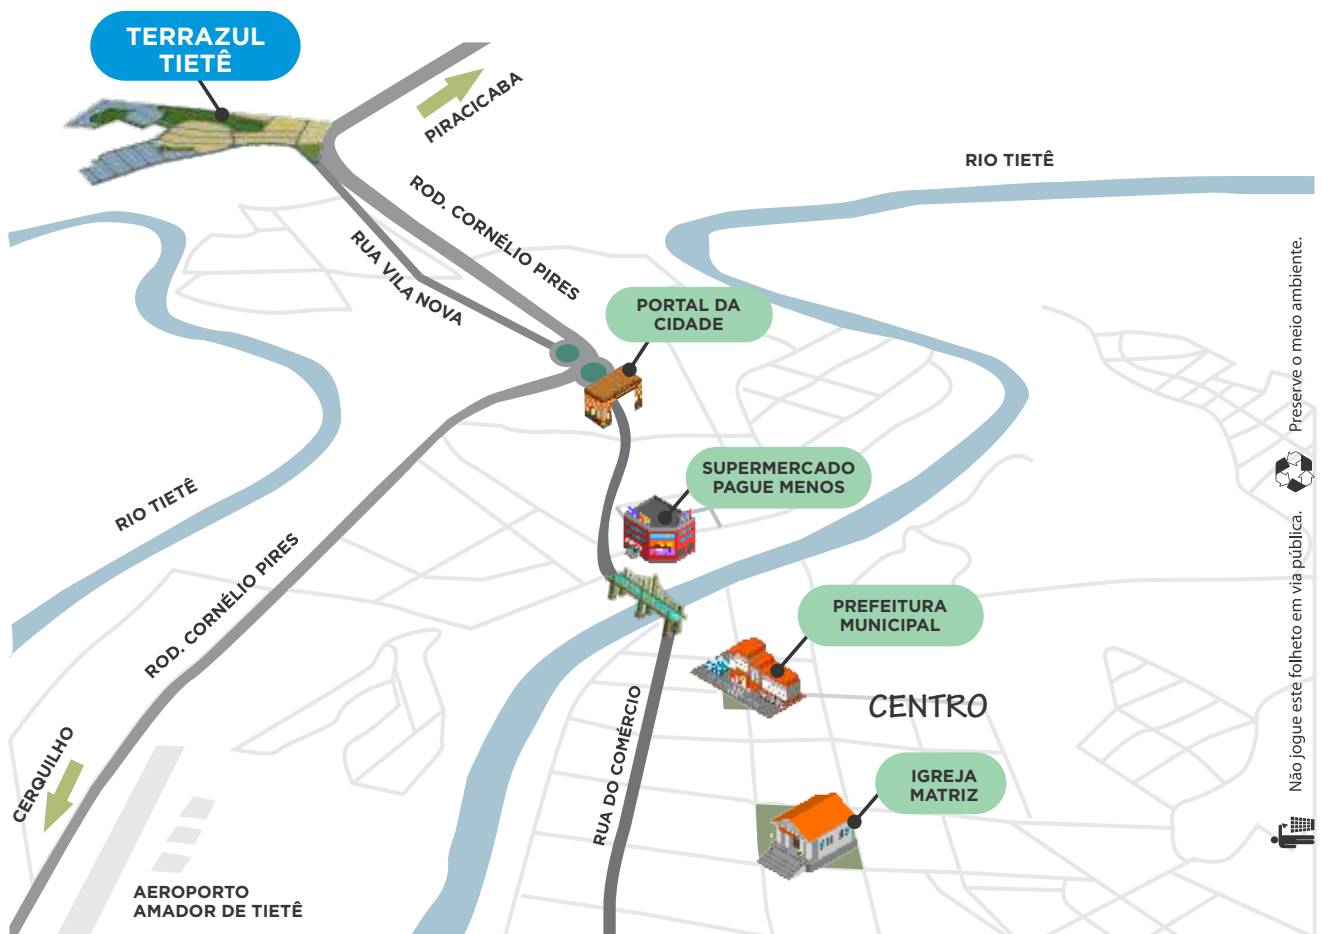 TERRAZUL
TIETÊ
PIRACICABA
RIO TIETÊ
ROD. CORNÉLIO PIRES
RUA VILA NOVA
PORTAL DA
CIDADE
SUPERMERCADO
PAGUE MENOS
RIO TIETÊ
ROD. CORNÉLIO PIRES
PREFEITURA
MUNICIPAL
CENTRO
RUA DO COMÉRCIO
IGREJA
MATRIZ
CERQUILHO
AEROPORTO
AMADOR DE TIETÊ
Não jogue este folheto em via pública. Preserve o meio ambiente.